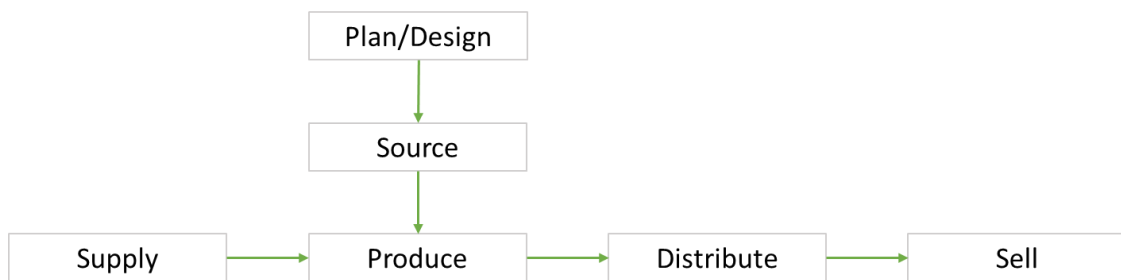 Plan/Design
Source
Supply
Produce
Distribute
Sell